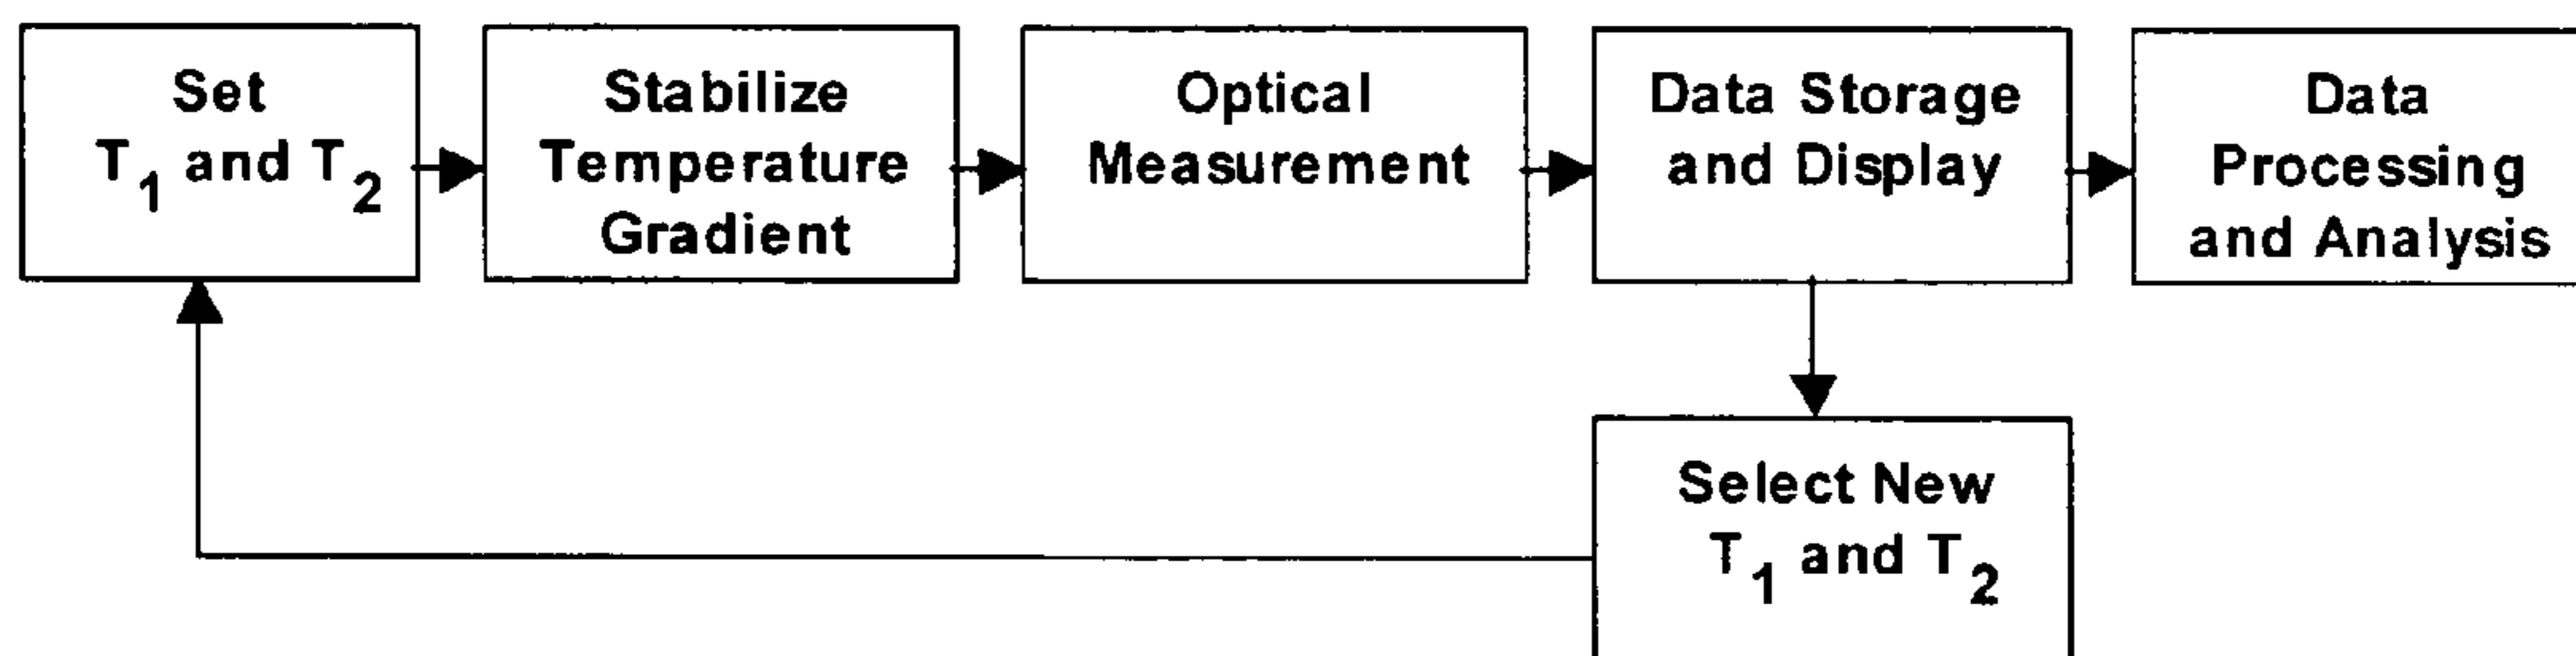 Set
T1 and T2
Stabilize
Temperature
Gradient
Optical
Measurement
Data Storage
and Display
Data
Processing
and Analysis
Select New
T1 and T2